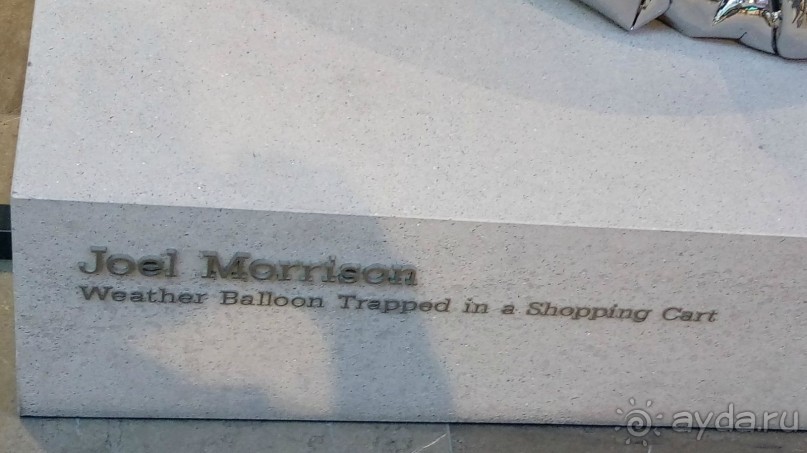 Joel Morrison
Weather Balloon Trapped in a Shopping Cart
ayda.ru